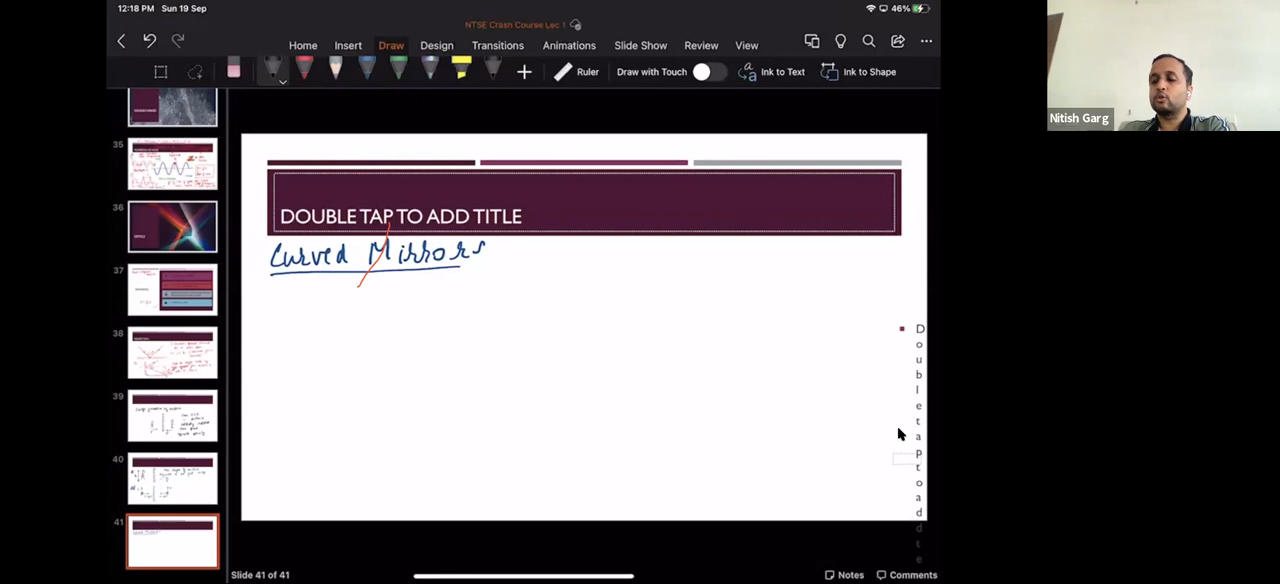 12:18 PM Sun 19 Sep
46%
NTSE Crash Course Lec 1
Home Insert Draw Design Transitions Animations Slide Show Review View
Ruler
Draw with Touch
Ink to Text
Ink to Shape
Nitish Garg
35
36
37
38
39
40
41
DOUBLE TAP TO ADD TITLE
Curved Mirrors
D
o
u
b
l
e
t
a
p
t
o
a
d
d
t
e
Slide 41 of 41
Notes
Comments